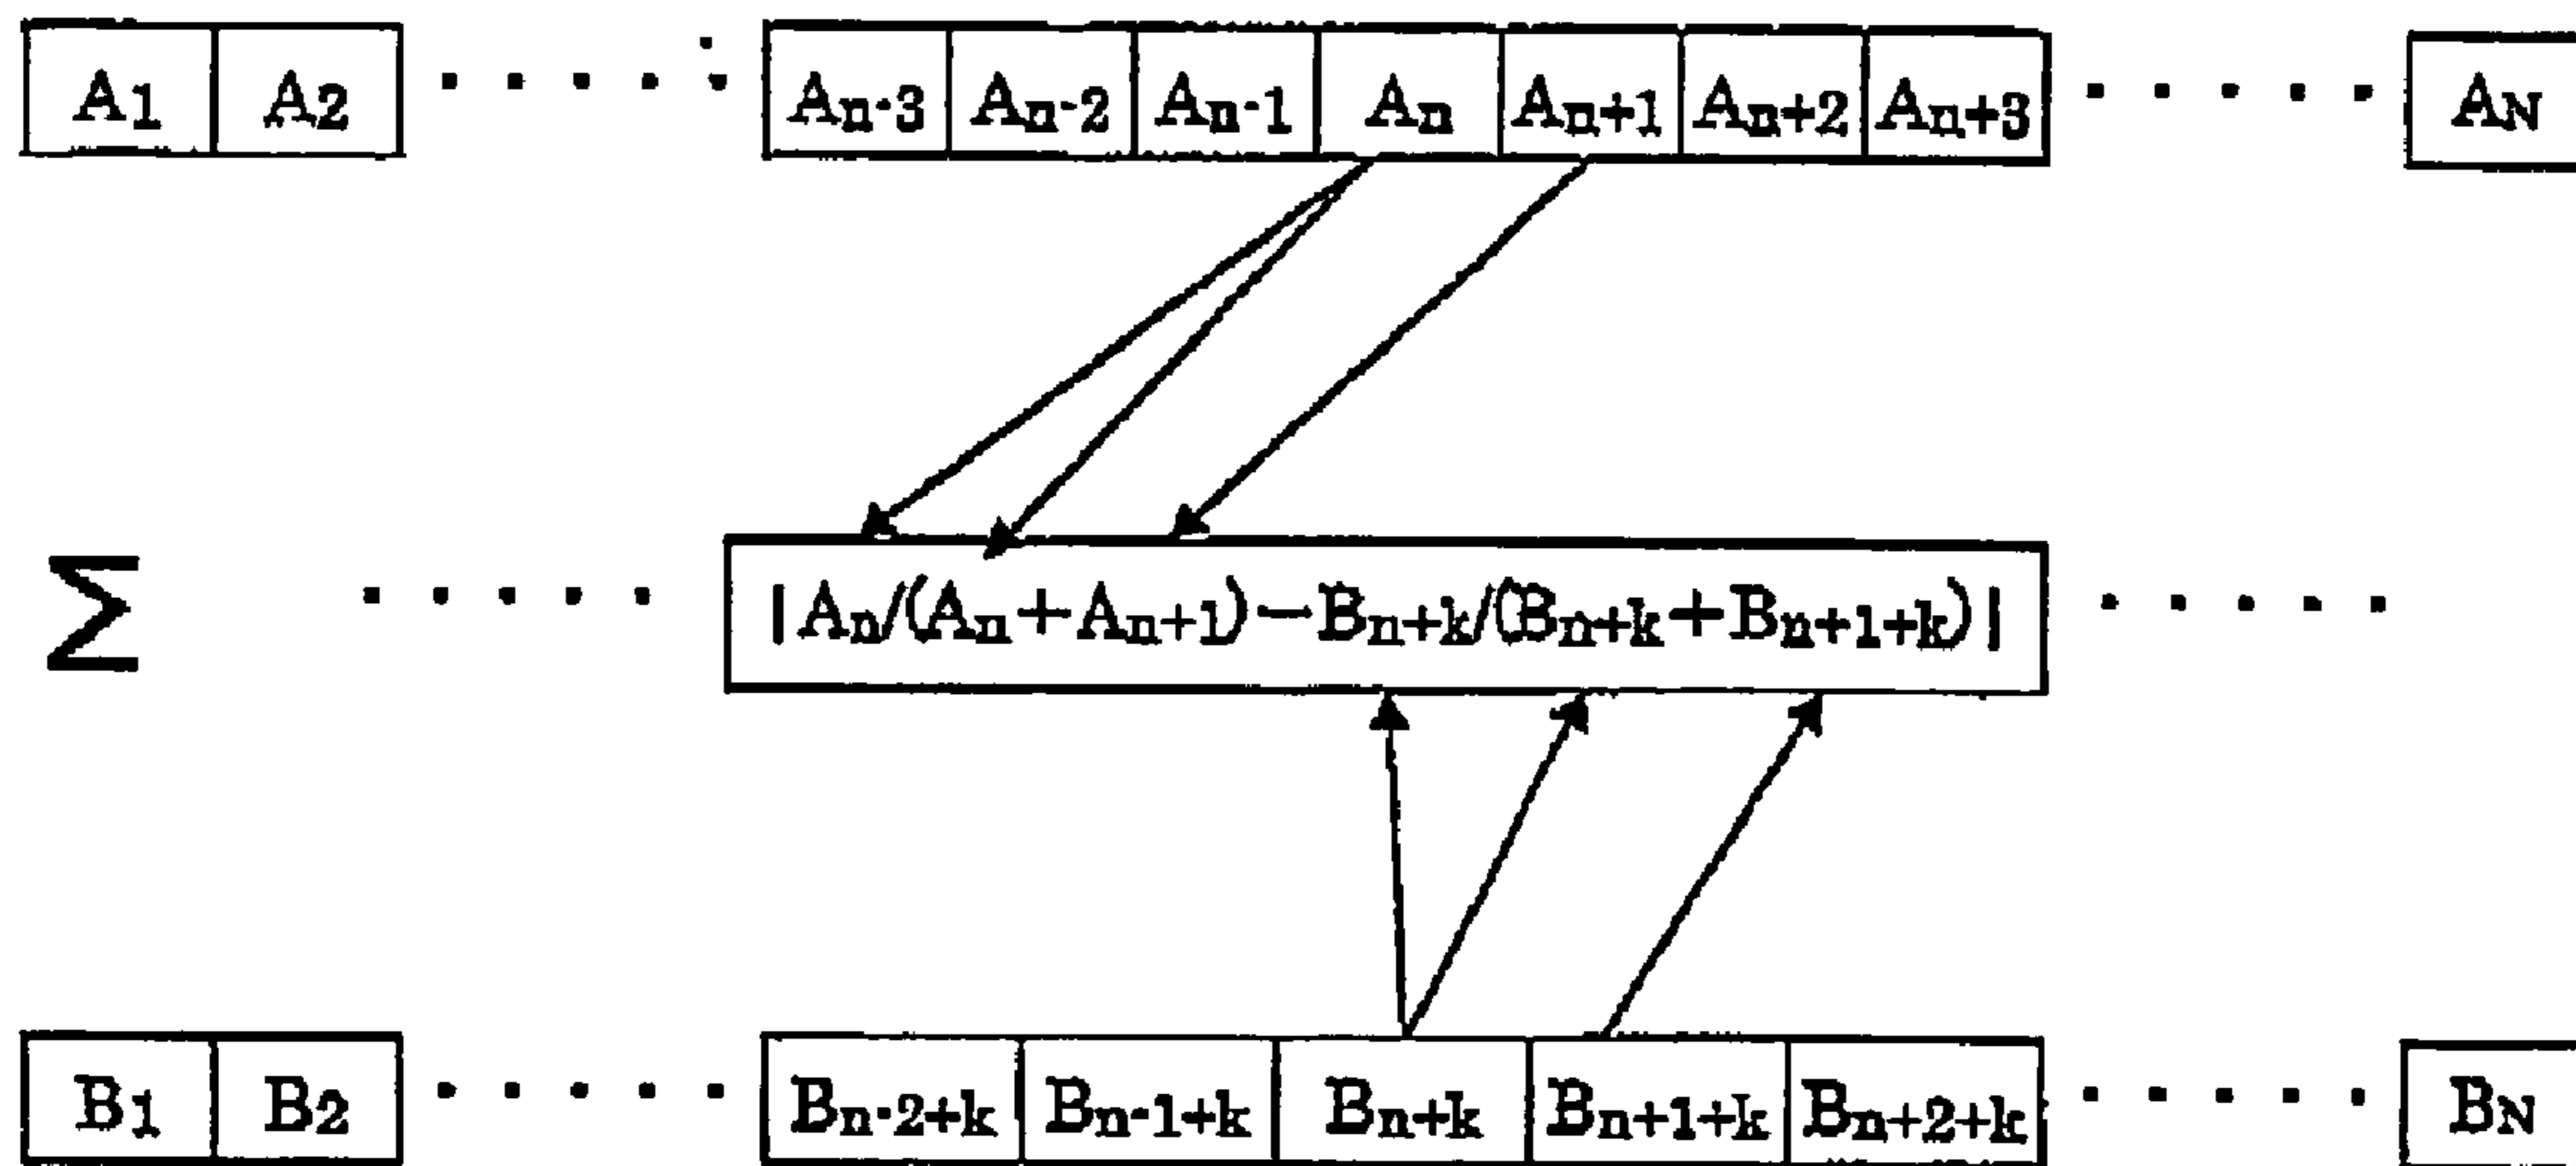 A1 A2 · · · · · An-3 An-2 An-1 An An+1 An+2 An+3 · · · · · AN
Σ · · · · · |An/(An+An+1)−Bn+k/(Bn+k+Bn+1+k)| · · · · ·
B1 B2 · · · · · Bn-2+k Bn-1+k Bn+k Bn+1+k Bn+2+k · · · · · BN